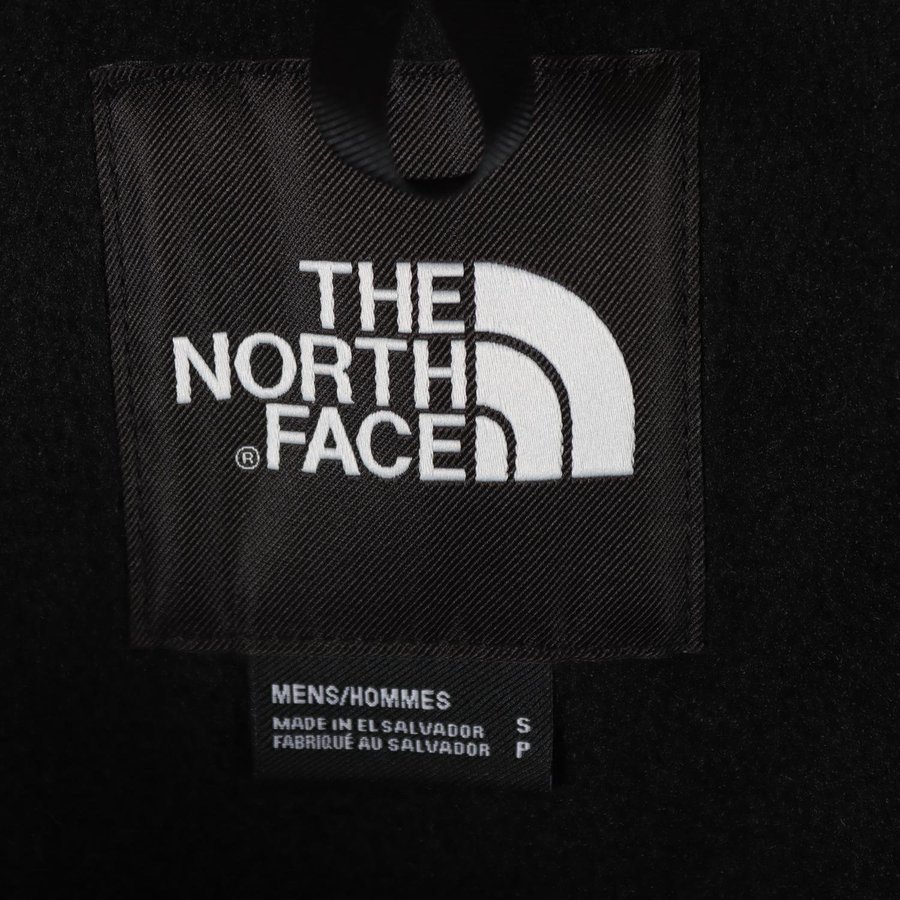 THE
NORTH
®FACE
MENS/HOMMES
MADE IN EL SALVADOR S
FABRIQUÉ AU SALVADOR P